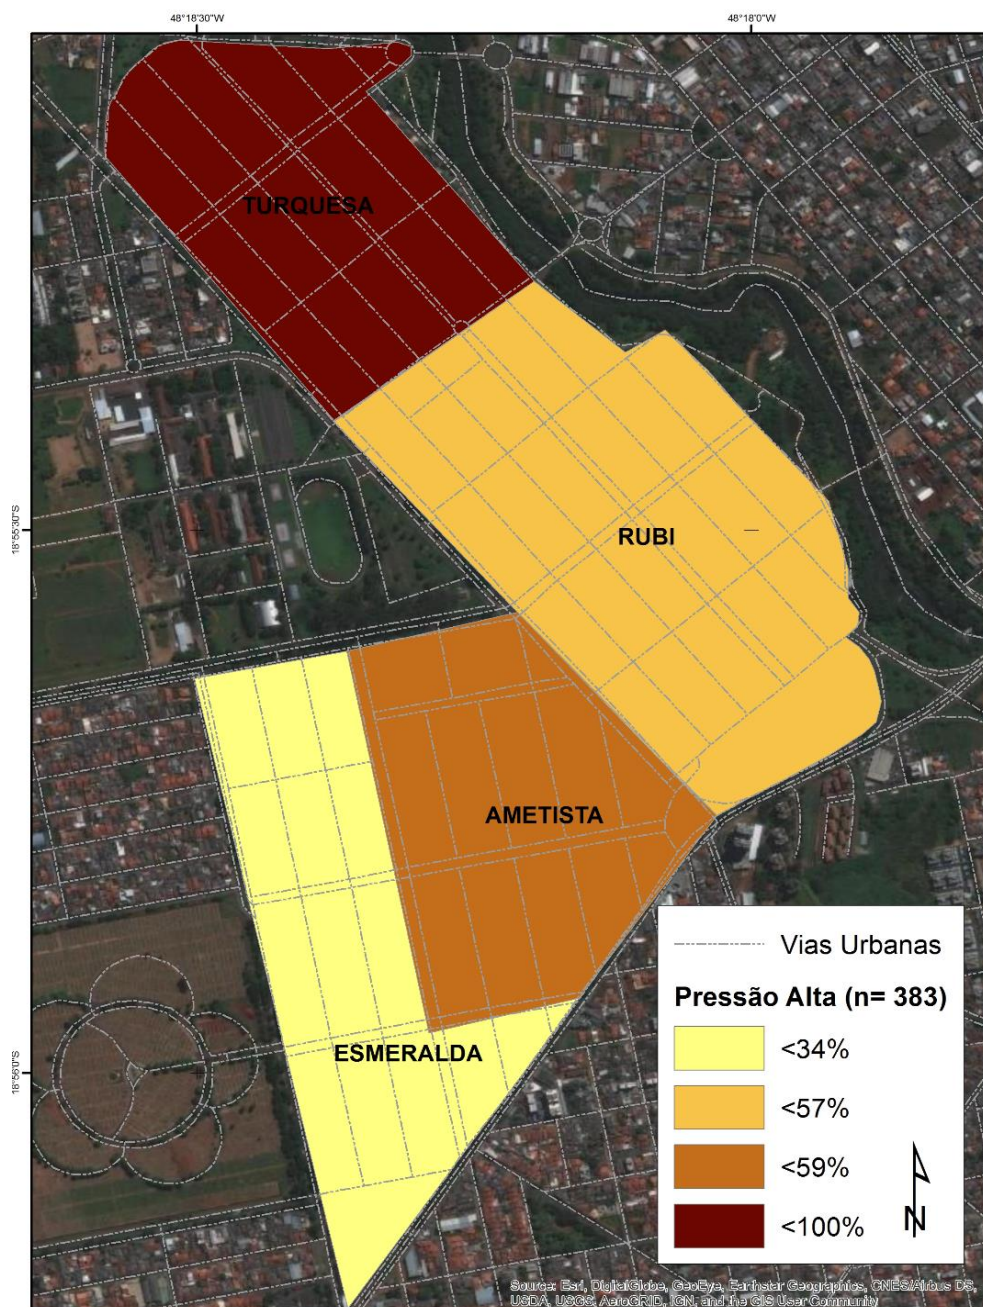 48°18'30"W
48°18'0"W
TURQUESA
18°55'30"S
RUBI
AMETISTA
Vias Urbanas
Pressão Alta (n= 383)
<34%
ESMERALDA
18°56'0"S
<57%
<59%
<100%
N
Source: Esri, DigitalGlobe, GeoEye, Earthstar Geographics, CNES/Airbus DS,
USDA, USGS, AeroGRID, IGN, and the GIS User Community